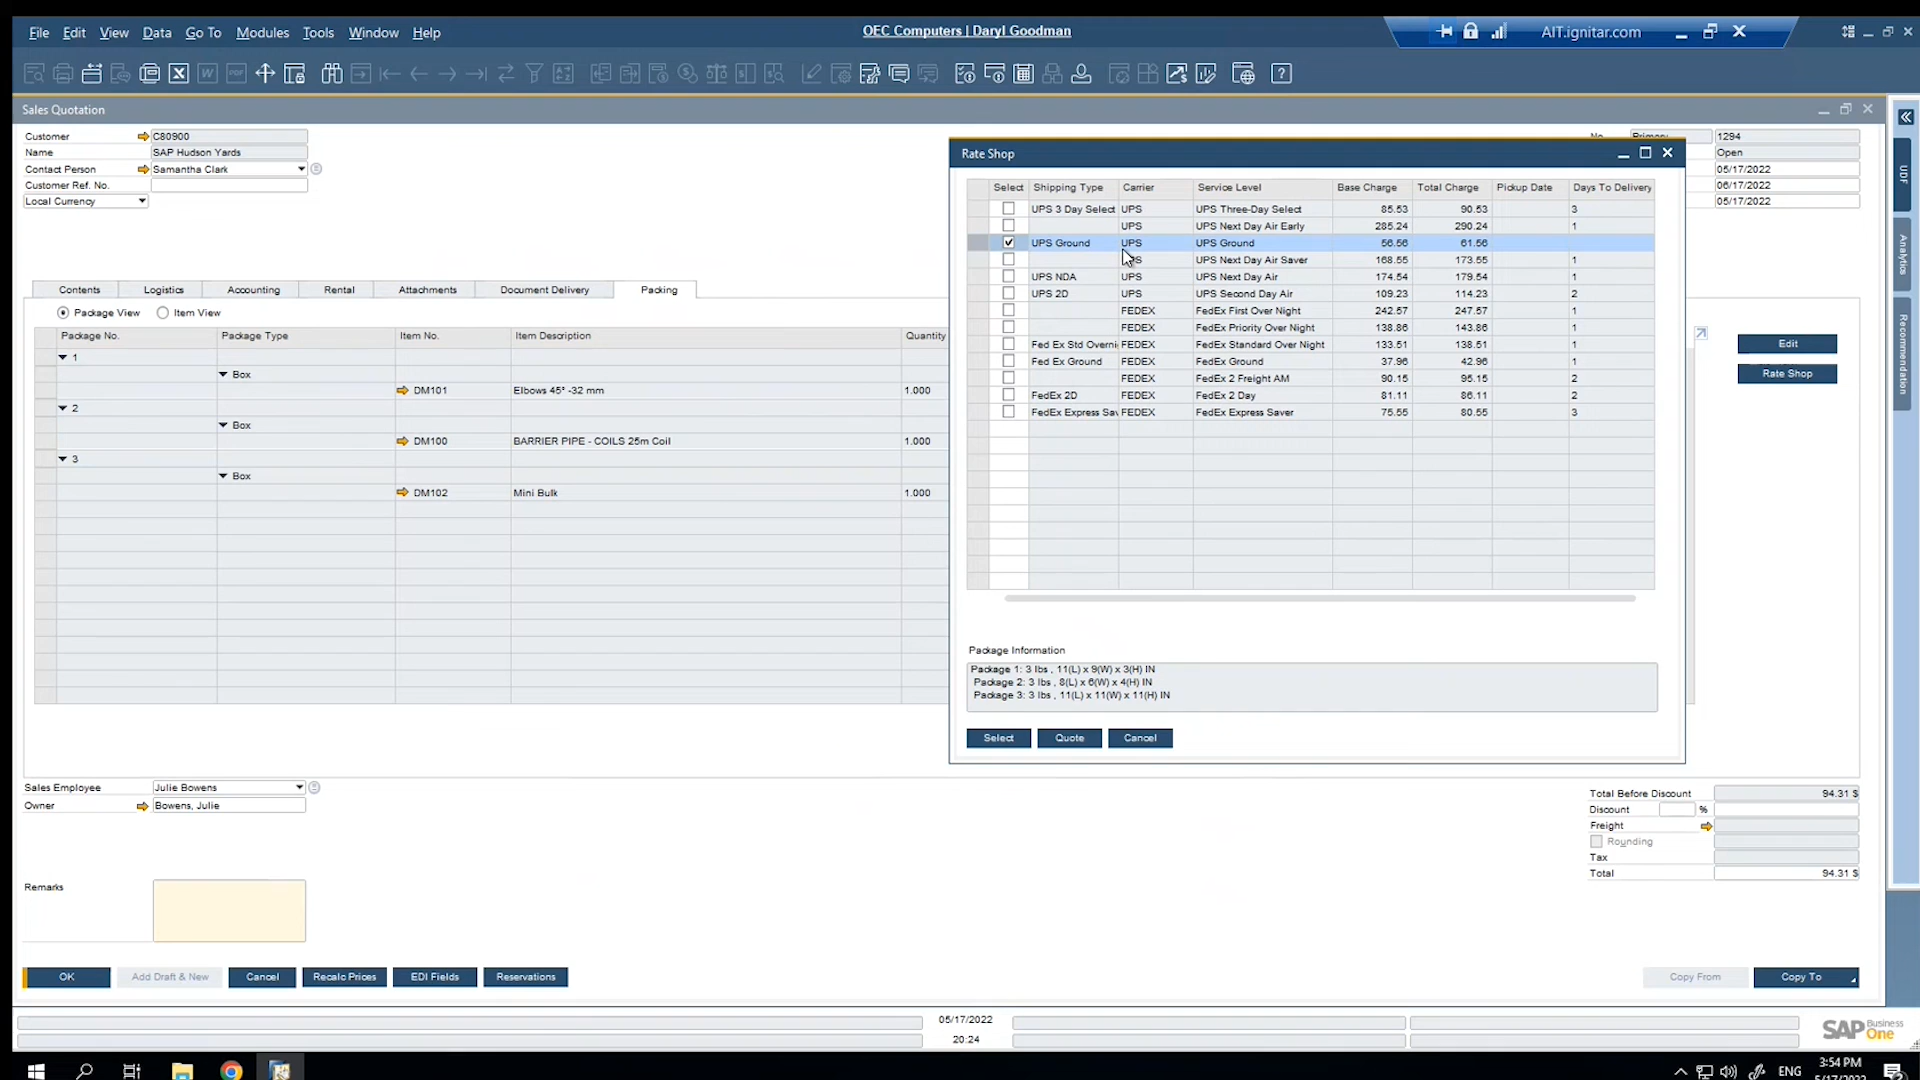 File Edit View Data Go To Modules Tools Window Help
OEC Computers | Daryl Goodman
AIT.ignitar.com
Sales Quotation
Customer C80900
Name SAP Hudson Yards
Contact Person Samantha Clark
Customer Ref. No.
Local Currency
No. Primary 1294
Open
05/17/2022
06/17/2022
05/17/2022
Contents Logistics Accounting Rental Attachments Document Delivery Packing
Package View Item View
Package No. Package Type Item No. Item Description Quantity
1
Box
DM101 Elbows 45° -32 mm 1.000
2
Box
DM100 BARRIER PIPE - COILS 25m Coil 1.000
3
Box
DM102 Mini Bulk 1.000
Rate Shop
Select Shipping Type Carrier Service Level Base Charge Total Charge Pickup Date Days To Delivery
UPS 3 Day Select UPS UPS Three-Day Select 85.53 90.53 3
UPS UPS Next Day Air Early 285.24 290.24 1
UPS Ground UPS UPS Ground 56.56 61.56
UPS Next Day Air Saver 168.55 173.55 1
UPS NDA UPS UPS Next Day Air 174.54 179.54 1
UPS 2D UPS UPS Second Day Air 109.23 114.23 2
FEDEX FedEx First Over Night 242.57 247.57 1
FEDEX FedEx Priority Over Night 138.86 143.86 1
Fed Ex Std Overni FEDEX FedEx Standard Over Night 133.51 138.51 1
Fed Ex Ground FEDEX FedEx Ground 37.96 42.96 1
FEDEX FedEx 2 Freight AM 90.15 95.15 2
FedEx 2D FEDEX FedEx 2 Day 81.11 86.11 2
FedEx Express Sav FEDEX FedEx Express Saver 75.55 80.55 3
Package Information
Package 1: 3 lbs , 11(L) x 9(W) x 3(H) IN
Package 2: 3 lbs , 8(L) x 6(W) x 4(H) IN
Package 3: 3 lbs , 11(L) x 11(W) x 11(H) IN
Select Quote Cancel
Edit
Rate Shop
UDF
Analytics
Recommendation
Sales Employee Julie Bowens
Owner Bowens, Julie
Remarks
Total Before Discount 94.31 $
Discount %
Freight
Rounding
Tax
Total 94.31 $
OK Add Draft & New Cancel Recalc Prices EDI Fields Reservations Copy From Copy To
05/17/2022
20:24
SAP Business One
ENG
3:54 PM
5/17/2022